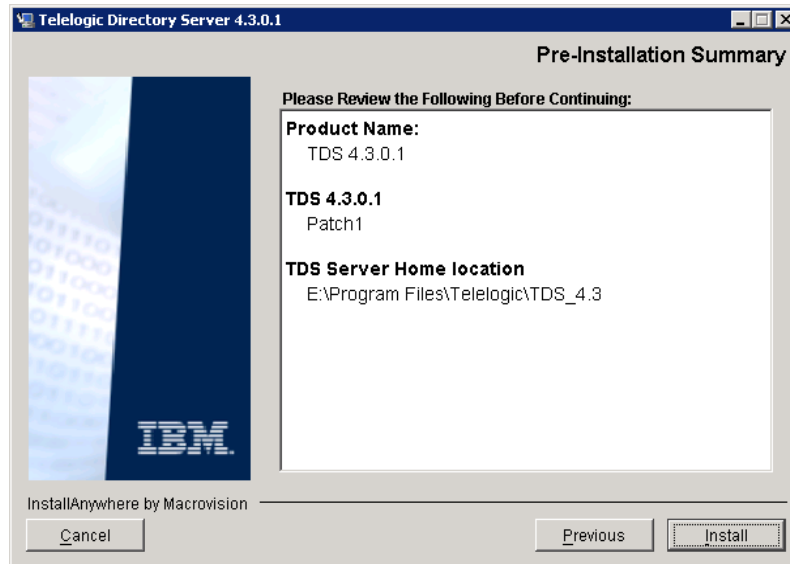 Telelogic Directory Server 4.3.0.1
Pre-Installation Summary
Please Review the Following Before Continuing:
Product Name:
TDS 4.3.0.1
TDS 4.3.0.1
Patch1
TDS Server Home location
E:\Program Files\Telelogic\TDS_4.3
IBM.
InstallAnywhere by Macrovision
Cancel
Previous
Install